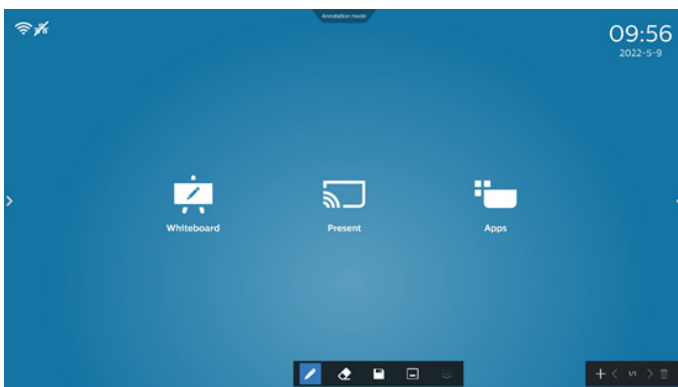 Annotation mode
09:56
2022-5-9
Whiteboard
Present
Apps
1/1